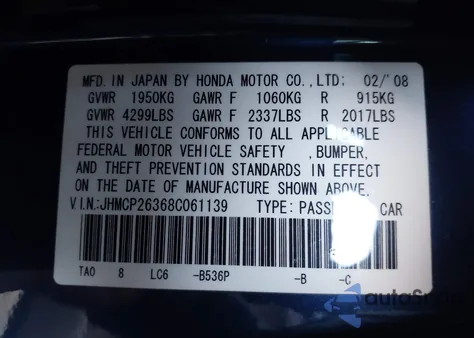 MFD. IN JAPAN BY HONDA MOTOR CO.,LTD: 02/'08
GVWR 1950KG GAWR F 1060KG R 915KG
GVWR 4299LBS GAWR F 2337LBS R 2017LBS
THIS VEHICLE CONFORMS TO ALL APPLICABLE
FEDERAL MOTOR VEHICLE SAFETY ,BUMPER,
AND THEFT PREVENTION STANDARDS IN EFFECT
ON THE DATE OF MANUFACTURE SHOWN ABOVE.
V.I.N.:JHMCP26368C061139 TYPE: CAR
TAO 8 LC6 -B536P -B -C